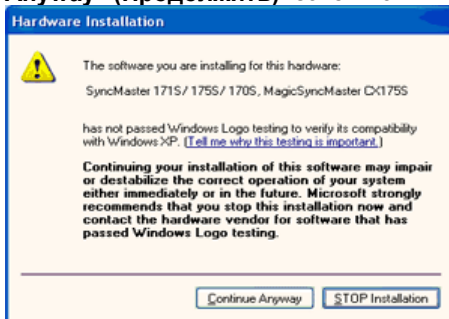 Anyway" (Продолжить)
Hardware Installation
The software you are installing for this hardware:
SyncMaster 171S/ 175S/ 170S, MagicSyncMaster CX175S
has not passed Windows Logo testing to verify its compatibility
with Windows XP. (Tell me why this testing is important.)
Continuing your installation of this software may impair
or destabilize the correct operation of your system
either immediately or in the future. Microsoft strongly
recommends that you stop this installation now and
contact the hardware vendor for software that has
passed Windows Logo testing.
Continue Anyway STOP Installation